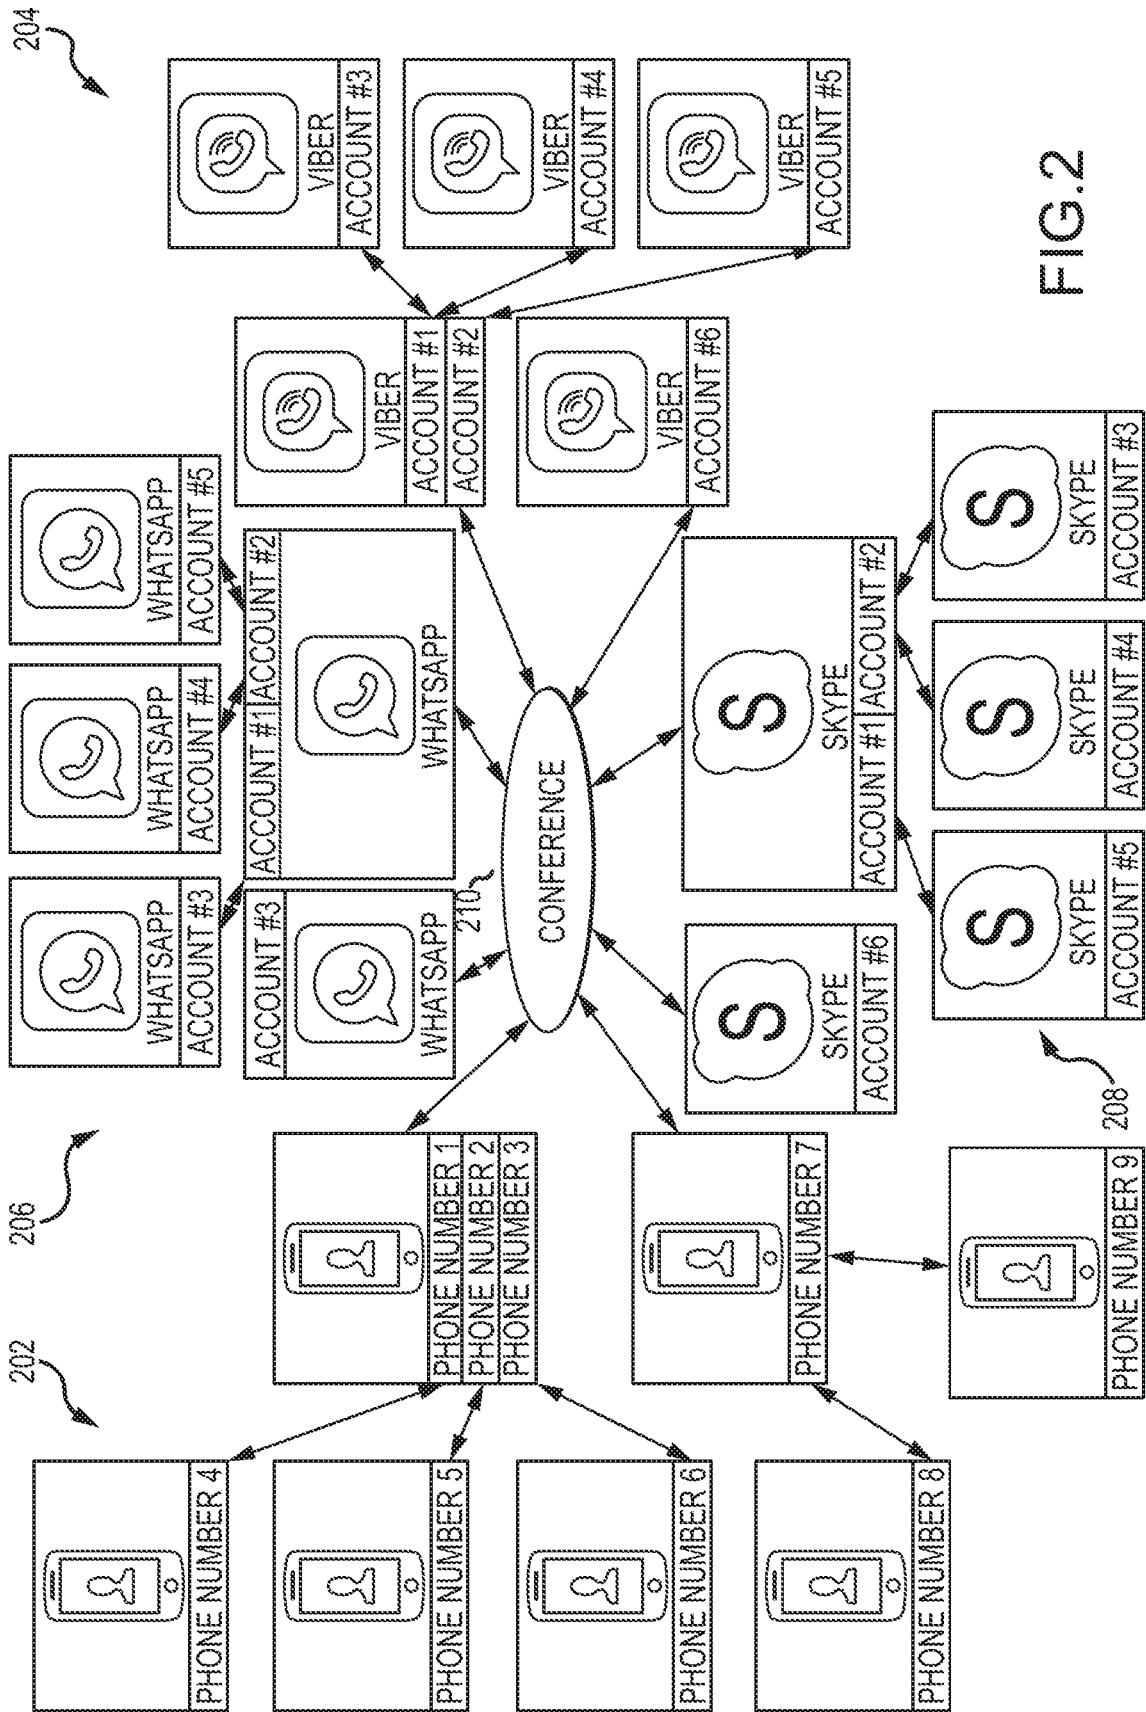 202
206
204
PHONE NUMBER 4
WHATSAPP
ACCOUNT #3
WHATSAPP
ACCOUNT #4
WHATSAPP
ACCOUNT #5
ACCOUNT #3
WHATSAPP
ACCOUNT #1 ACCOUNT #2
WHATSAPP
VIBER
ACCOUNT #3
PHONE NUMBER 5
PHONE NUMBER 1
PHONE NUMBER 2
PHONE NUMBER 3
VIBER
ACCOUNT #1
ACCOUNT #2
210
CONFERENCE
VIBER
ACCOUNT #4
PHONE NUMBER 6
VIBER
ACCOUNT #6
VIBER
ACCOUNT #5
PHONE NUMBER 7
SKYPE
ACCOUNT #6
SKYPE
ACCOUNT #1 ACCOUNT #2
PHONE NUMBER 8
PHONE NUMBER 9
208
SKYPE
ACCOUNT #5
SKYPE
ACCOUNT #4
SKYPE
ACCOUNT #3
FIG.2